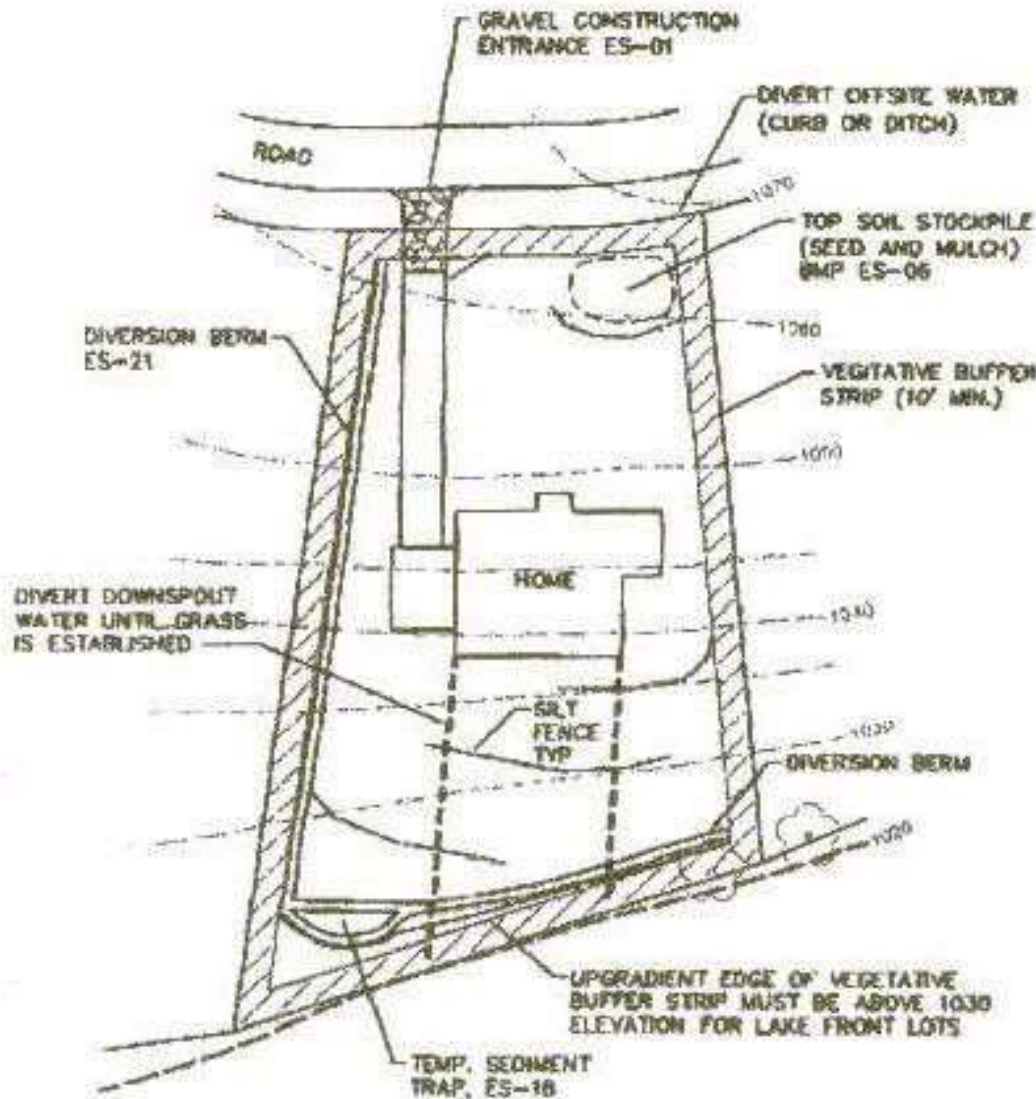 GRAVEL CONSTRUCTION
ENTRANCE ES-01
DIVERT OFFSITE WATER
(CURB OR DITCH)
ROAD
1070
TOP SOIL STOCKPILE
(SEED AND MULCH)
BMP ES-06
1060
DIVERSION BERM
ES-21
VEGITATIVE BUFFER
STRIP (10' MIN.)
HOME
DIVERT DOWNSPOUT
WATER UNTIL GRASS
IS ESTABLISHED
1040
SILT
FENCE
TYP
1030
DIVERSION BERM
1020
UPGRADIENT EDGE OF VEGETATIVE
BUFFER STRIP MUST BE ABOVE 1030
ELEVATION FOR LAKE FRONT LOTS
TEMP. SEDIMENT
TRAP, ES-18